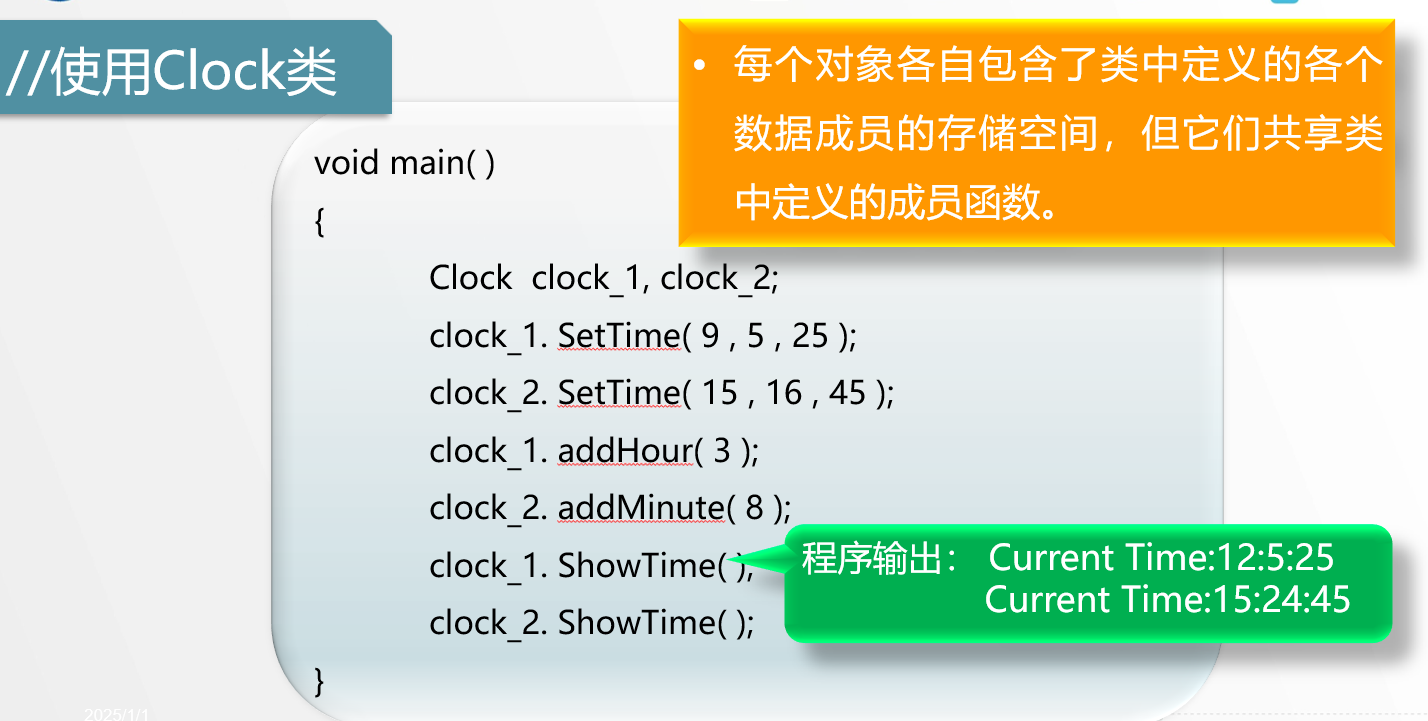 //使用Clock类
• 每个对象各自包含了类中定义的各个
数据成员的存储空间，但它们共享类
中定义的成员函数。
void main( )
{
Clock  clock_1, clock_2;
clock_1. SetTime( 9 , 5 , 25 );
clock_2. SetTime( 15 , 16 , 45 );
clock_1. addHour( 3 );
clock_2. addMinute( 8 );
clock_1. ShowTime( );
clock_2. ShowTime( );
}
程序输出： Current Time:12:5:25
Current Time:15:24:45
2025/1/1